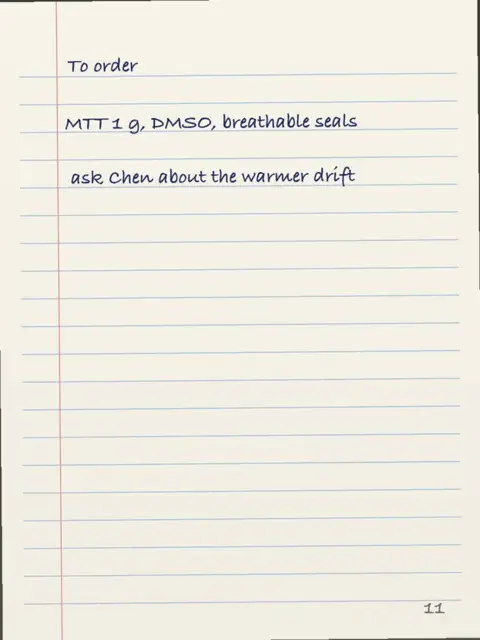 To order
MTT 1 g, DMSO, breathable seals
ask Chen about the warmer drift
11